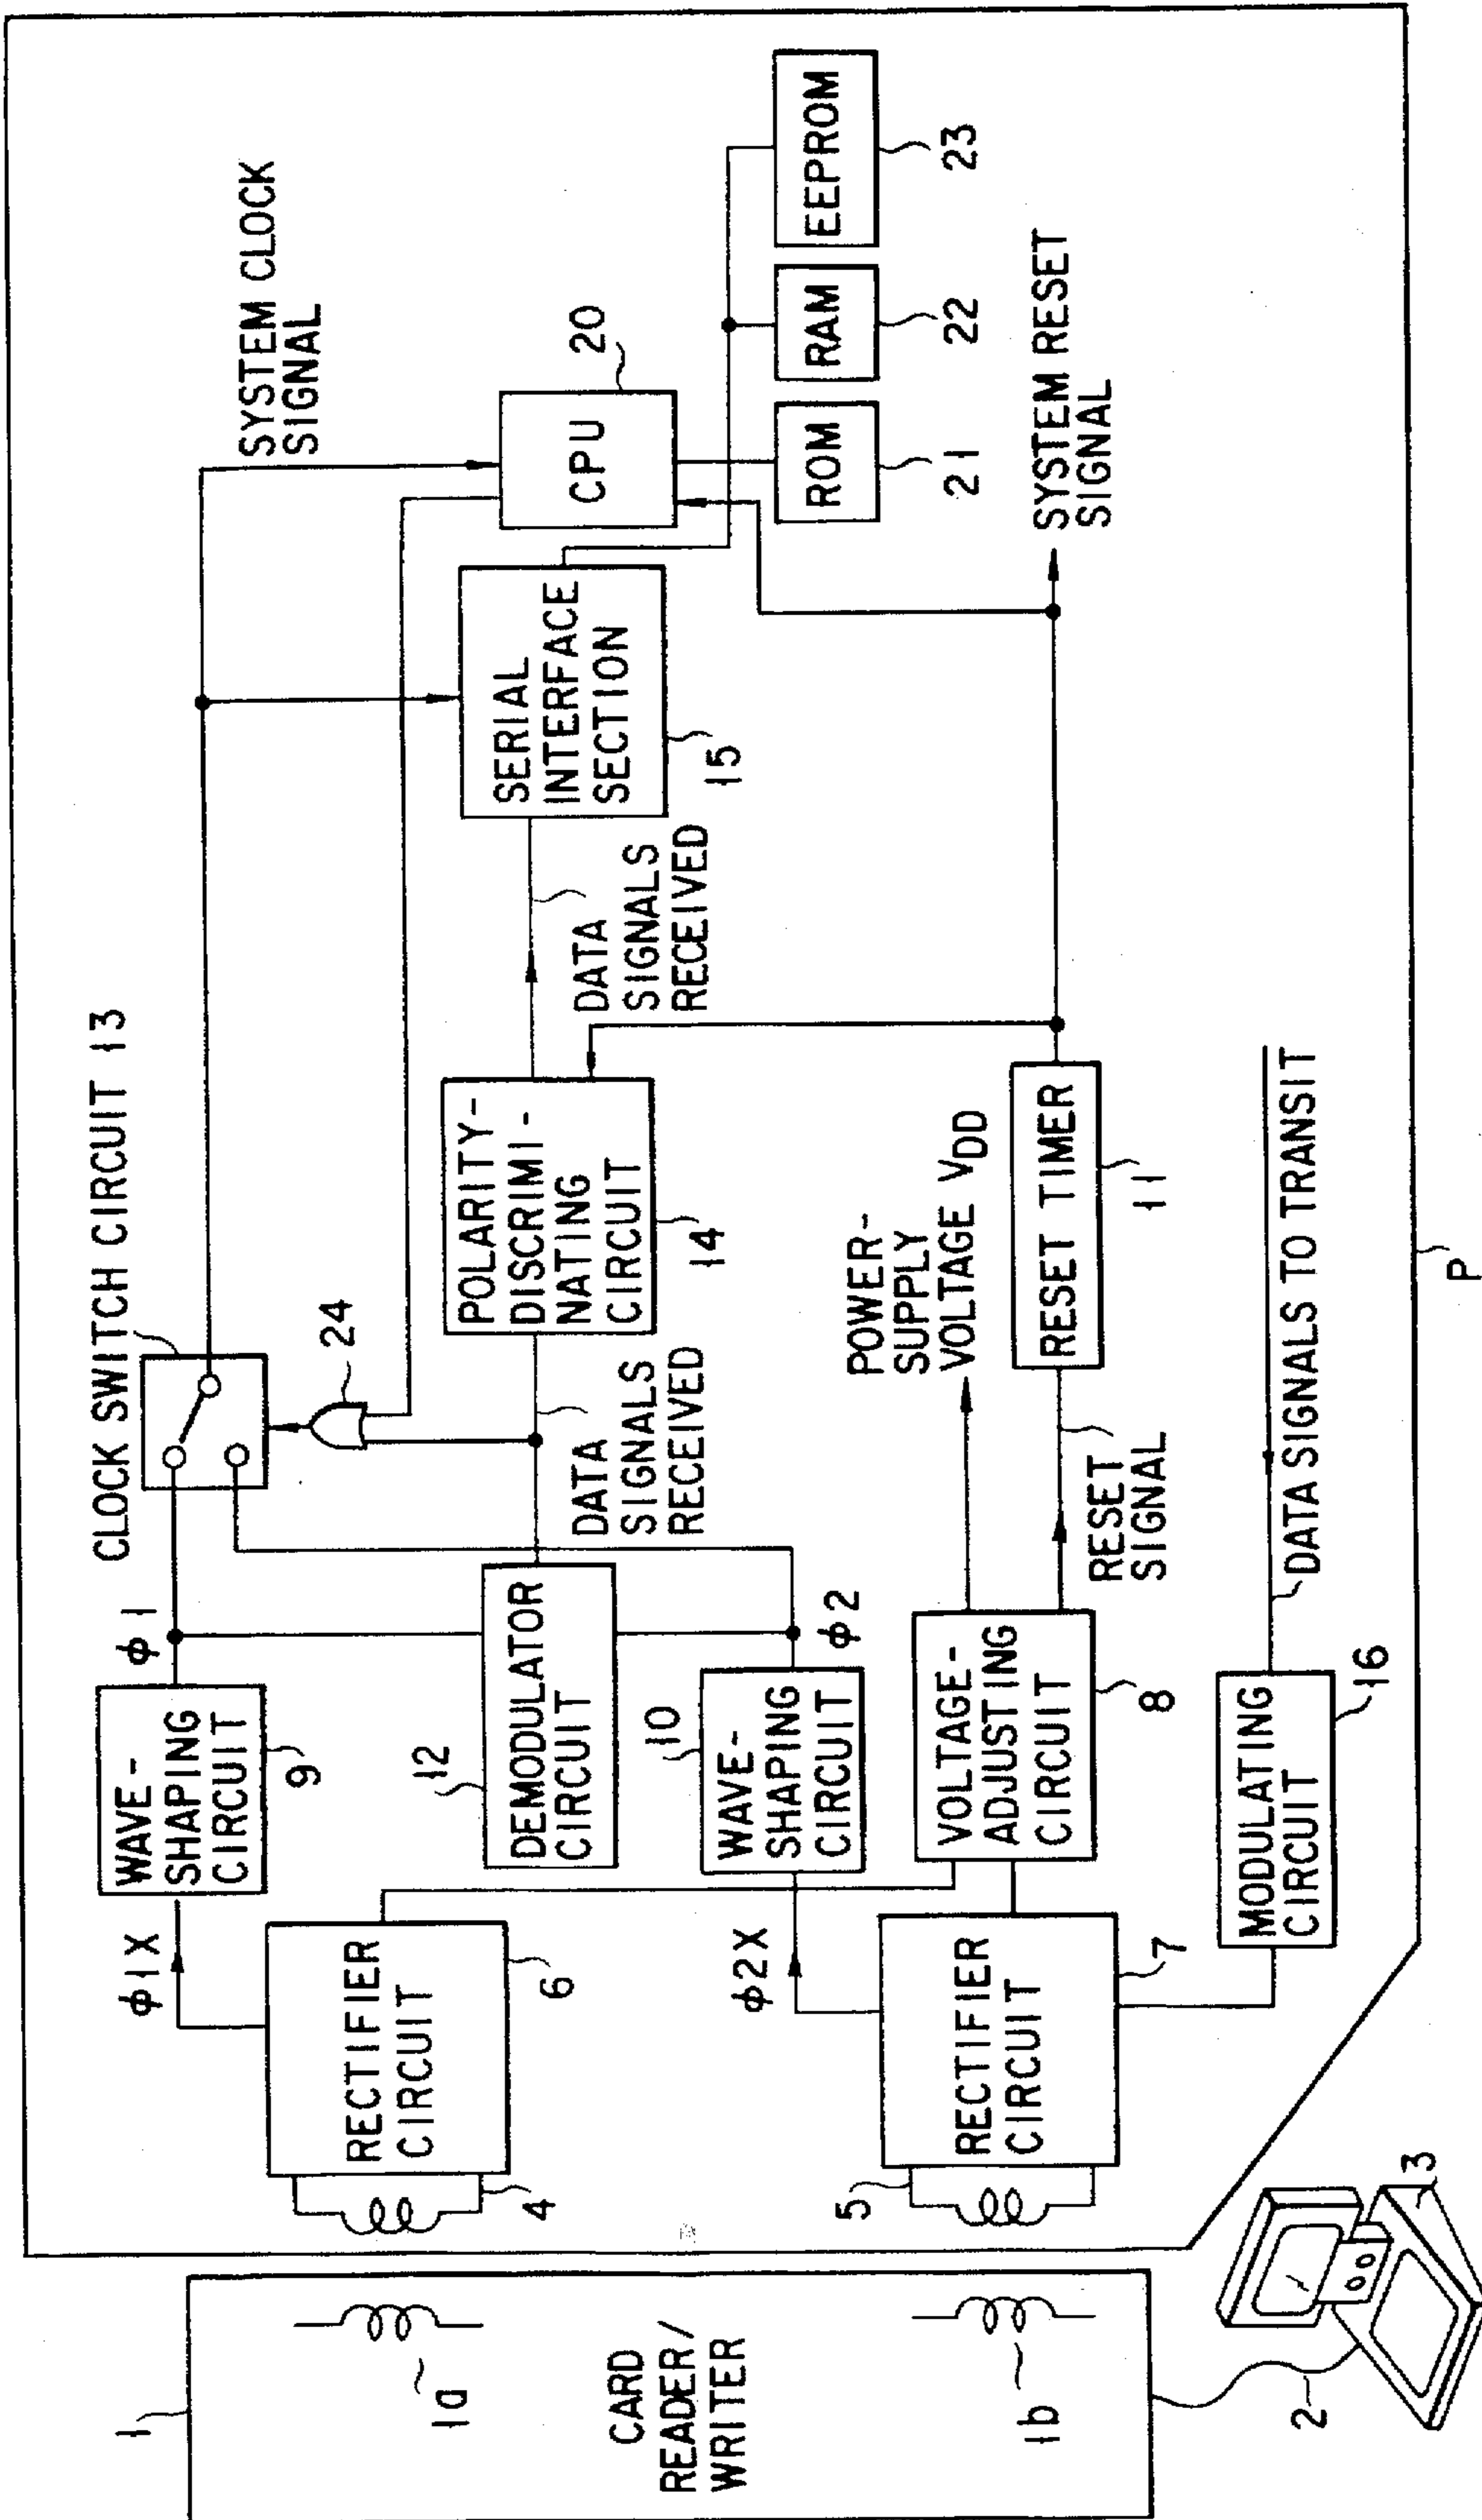 CLOCK SWITCH CIRCUIT 13
SYSTEM CLOCK
SIGNAL
φ1X
WAVE-
SHAPING
CIRCUIT
9
φ1
24
1
1a
CARD
READER/
WRITER
1b
2
3
4
RECTIFIER
CIRCUIT
6
12
DEMODULATOR
CIRCUIT
DATA
SIGNALS
RECEIVED
POLARITY-
DISCRIMI-
NATING
CIRCUIT
14
DATA
SIGNALS
RECEIVED
SERIAL
INTERFACE
SECTION
15
CPU
20
ROM
21
RAM
22
EEPROM
23
φ2X
10
WAVE-
SHAPING
CIRCUIT
φ2
5
RECTIFIER
CIRCUIT
7
VOLTAGE-
ADJUSTING
CIRCUIT
8
POWER-
SUPPLY
VOLTAGE VDD
RESET
SIGNAL
RESET TIMER
11
SYSTEM RESET
SIGNAL
MODULATING
CIRCUIT
16
DATA SIGNALS TO TRANSIT
P